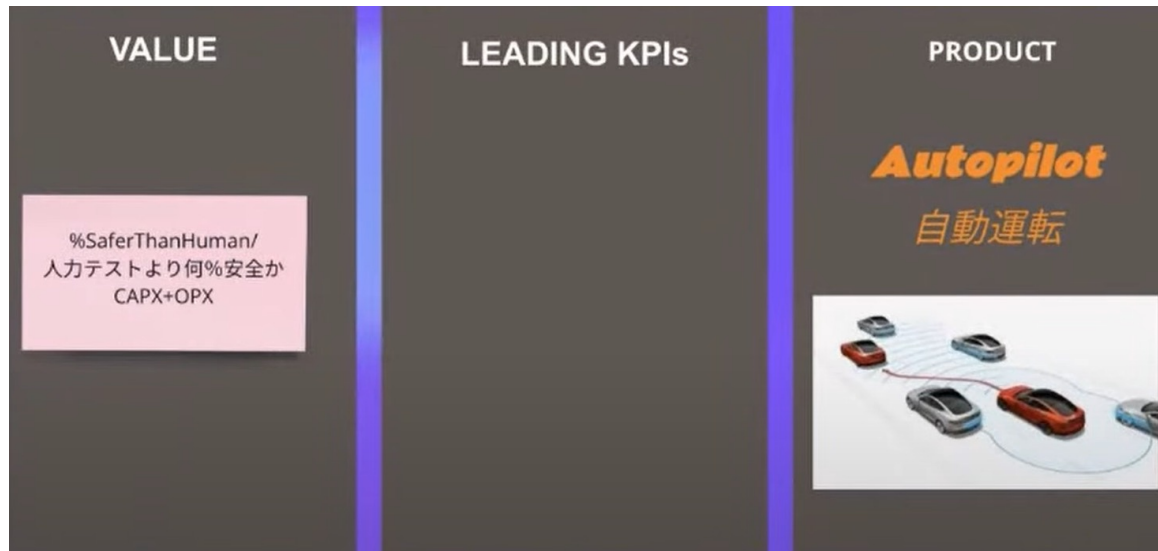 VALUE
%SaferThanHuman/
人力テストより何%安全か
CAPX+OPX
LEADING KPIs
PRODUCT
Autopilot
自動運転